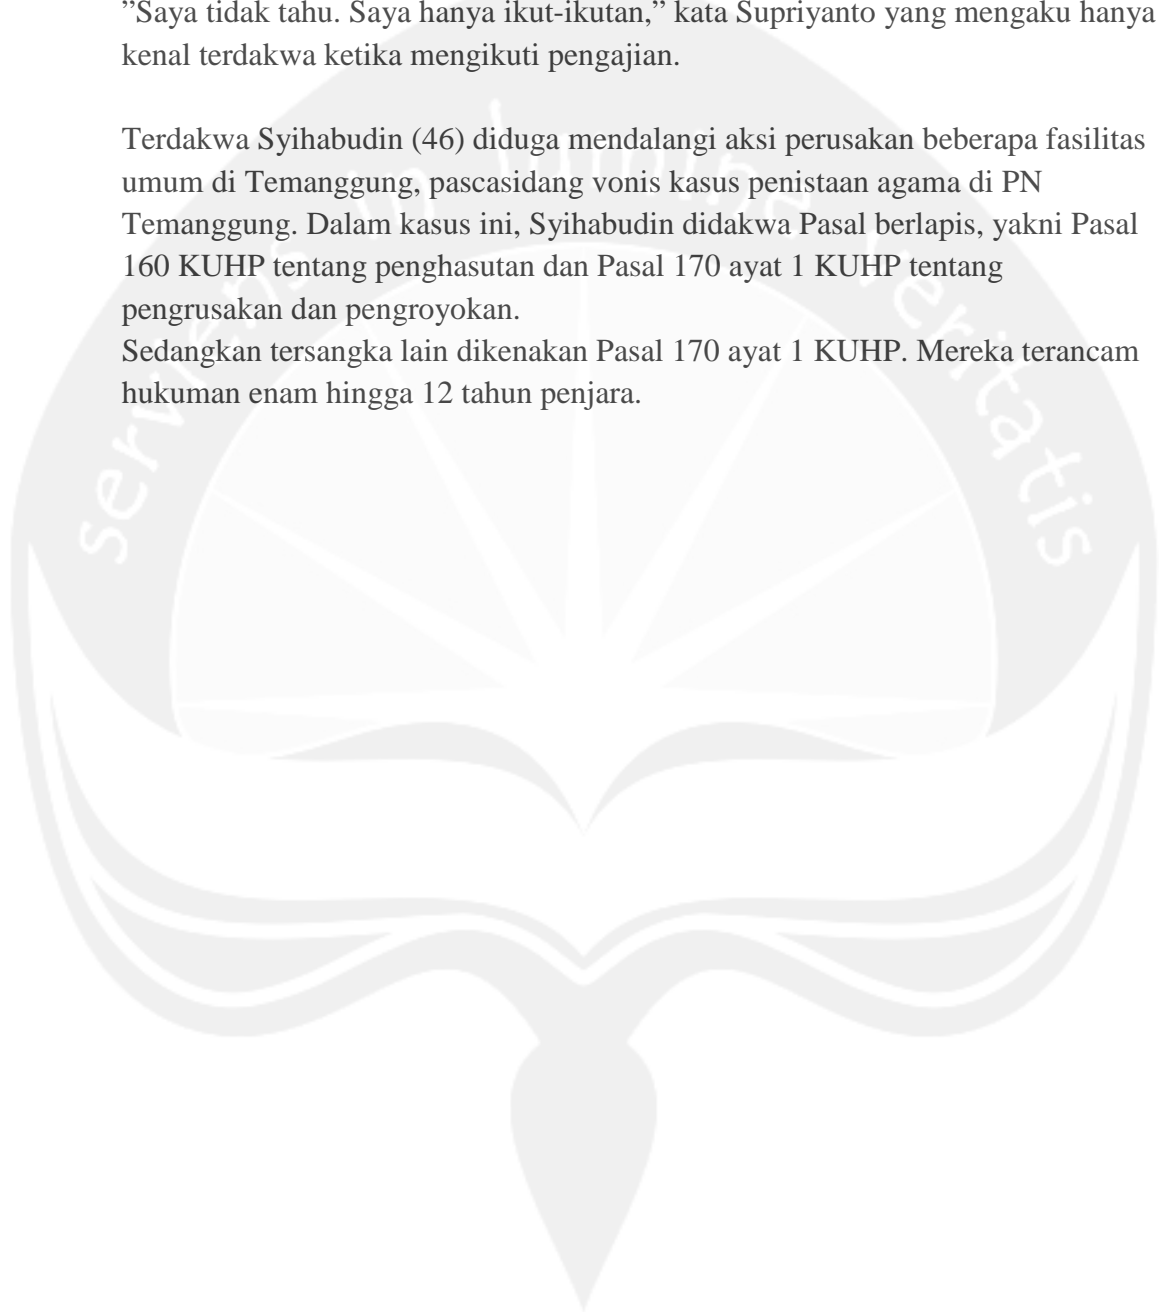 ”Saya tidak tahu. Saya hanya ikut-ikutan,” kata Supriyanto yang mengaku hanya
kenal terdakwa ketika mengikuti pengajian.
Terdakwa Syihabudin (46) diduga mendalangi aksi perusakan beberapa fasilitas
umum di Temanggung, pascasidang vonis kasus penistaan agama di PN
Temanggung. Dalam kasus ini, Syihabudin didakwa Pasal berlapis, yakni Pasal
160 KUHP tentang penghasutan dan Pasal 170 ayat 1 KUHP tentang
pengrusakan dan pengroyokan.
Sedangkan tersangka lain dikenakan Pasal 170 ayat 1 KUHP. Mereka terancam
hukuman enam hingga 12 tahun penjara.
serviens in lumine veritatis